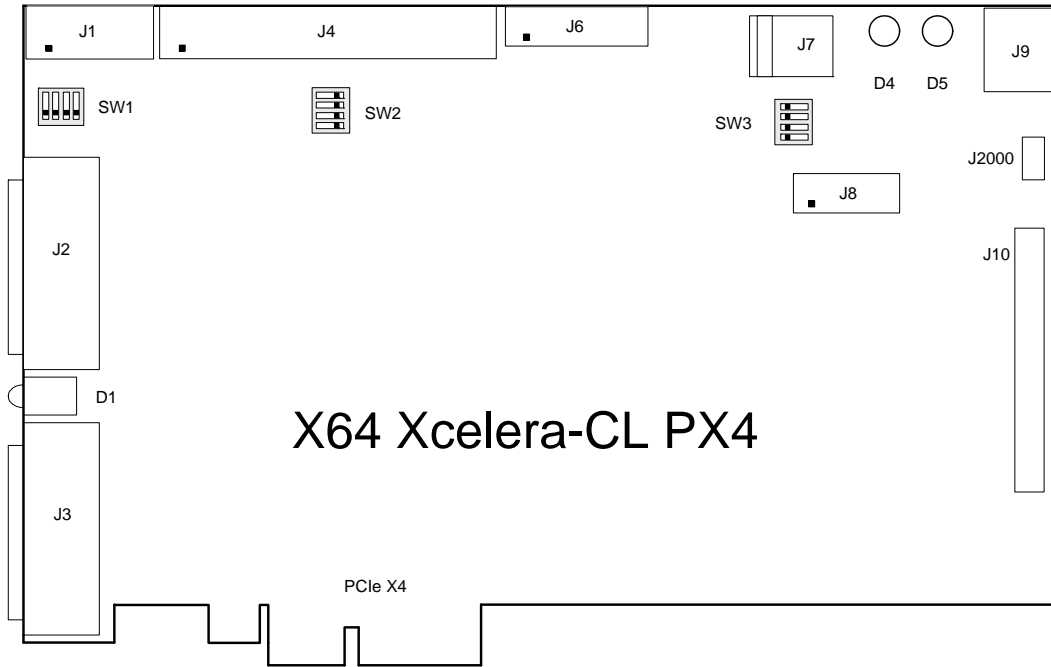 J1
J4
J6
J7
D4
D5
J9
SW1
SW2
SW3
J2000
J8
J2
J10
D1
X64 Xcelera-CL PX4
J3
PCIe X4